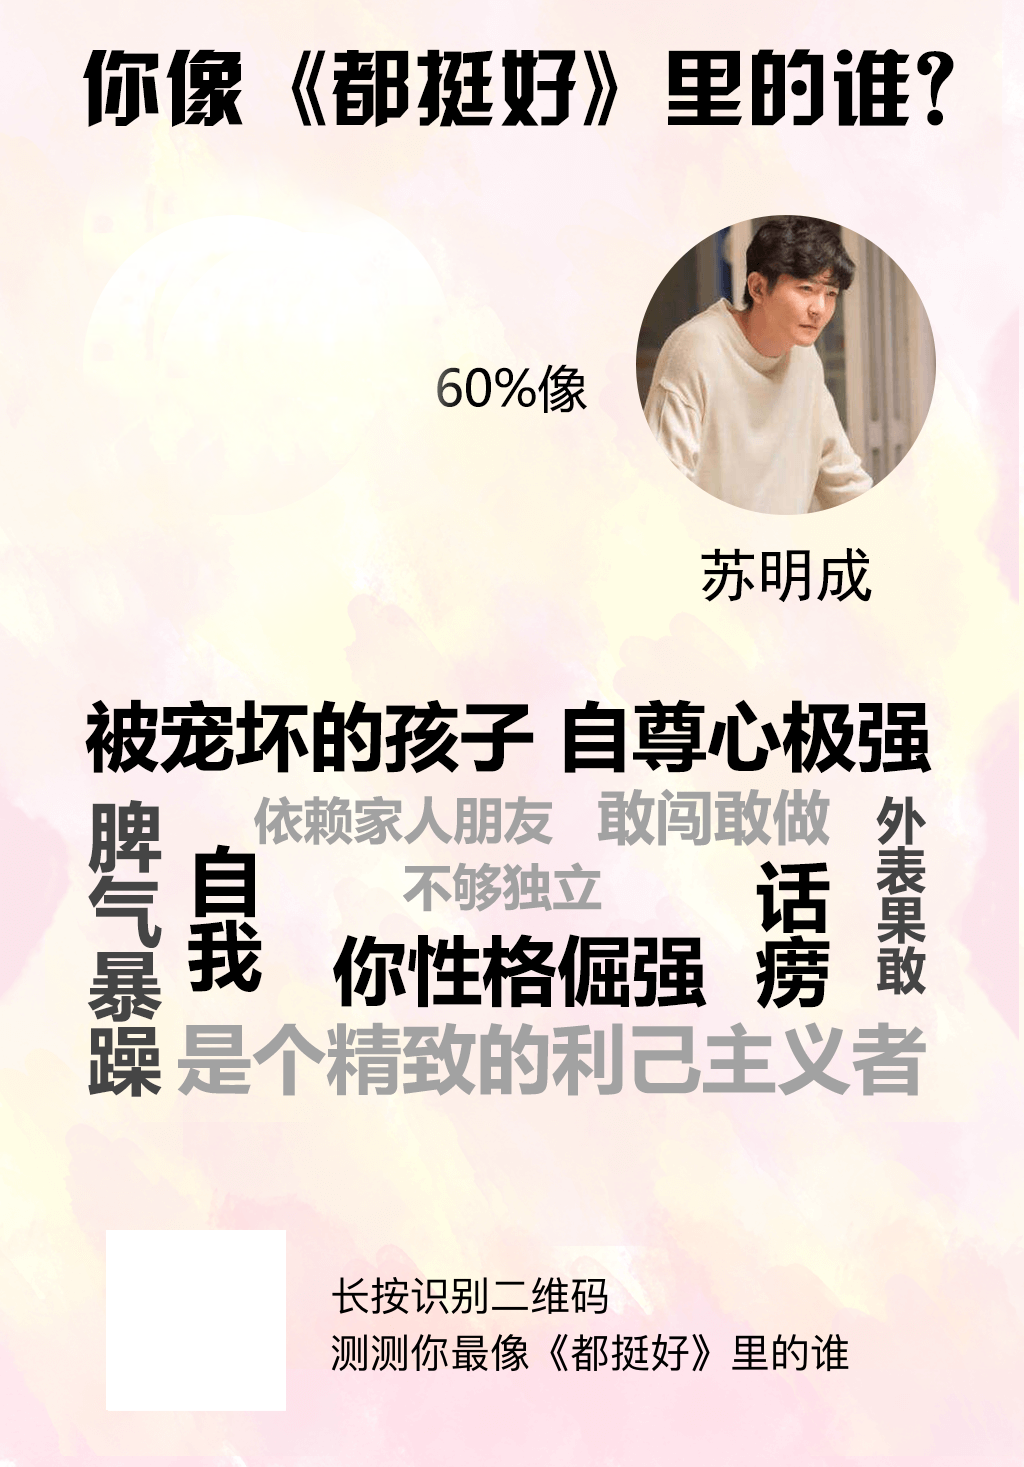 你像《都挺好》里的谁?
60%像
苏明成
被宠坏的孩子 自尊心极强
脾气暴躁
自我
依赖家人朋友 敢闯敢做
不够独立
你性格倔强
话痨
外表果敢
是个精致的利己主义者
长按识别二维码
测测你最像《都挺好》里的谁